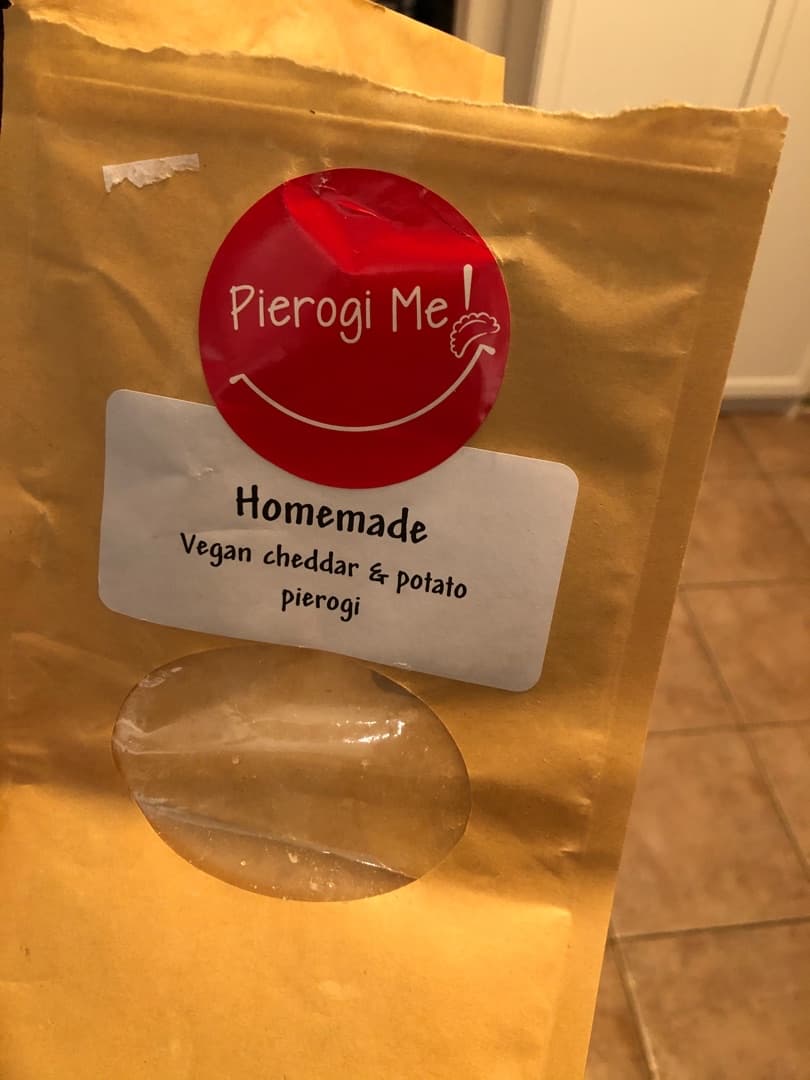 Pierogi Me!
Homemade
Vegan cheddar & potato
pierogi